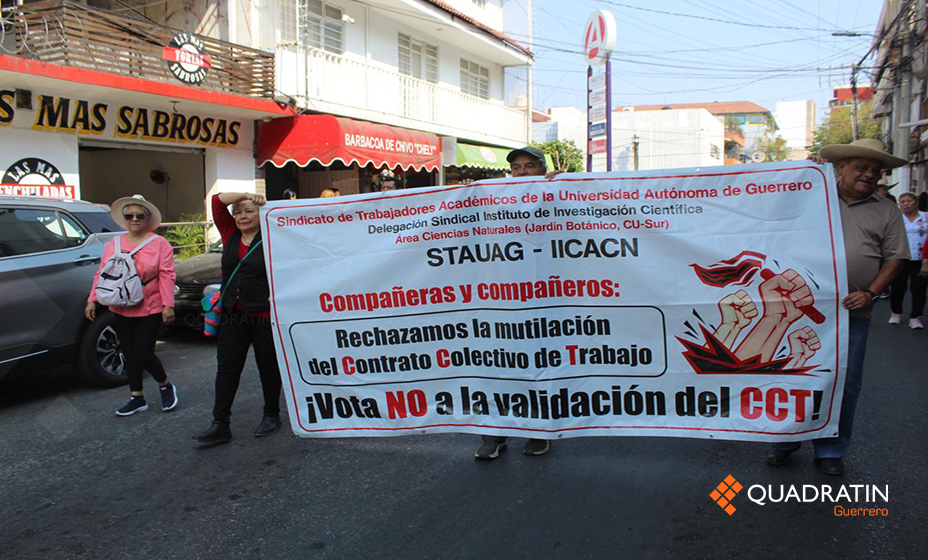 LAS MAS
TORTAS
SABROSAS
S MAS SABROSAS
LAS MAS
ENCHILADAS
BARBACOA DE CHIVO "CHELY"
Sindicato de Trabajadores Académicos de la Universidad Autónoma de Guerrero
Delegación Sindical Instituto de Investigación Científica
Área Ciencias Naturales (Jardín Botánico, CU-Sur)
STAUAG - IICACN
Compañeras y compañeros:
Rechazamos la mutilación
del Contrato Colectivo de Trabajo
¡Vota NO a la validación del CCT!
QUADRATIN
Guerrero